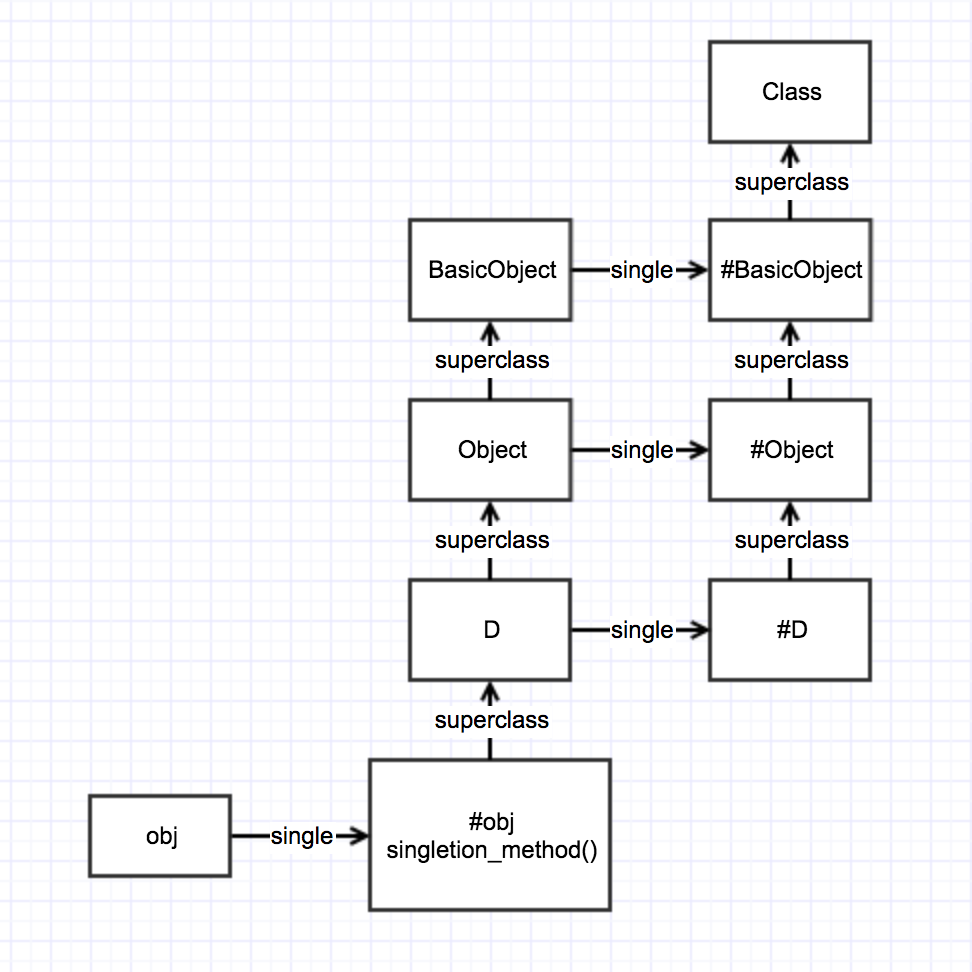 Class
superclass
BasicObject
single
#BasicObject
superclass
superclass
Object
single
#Object
superclass
superclass
D
single
#D
superclass
obj
single
#obj
singletion_method()